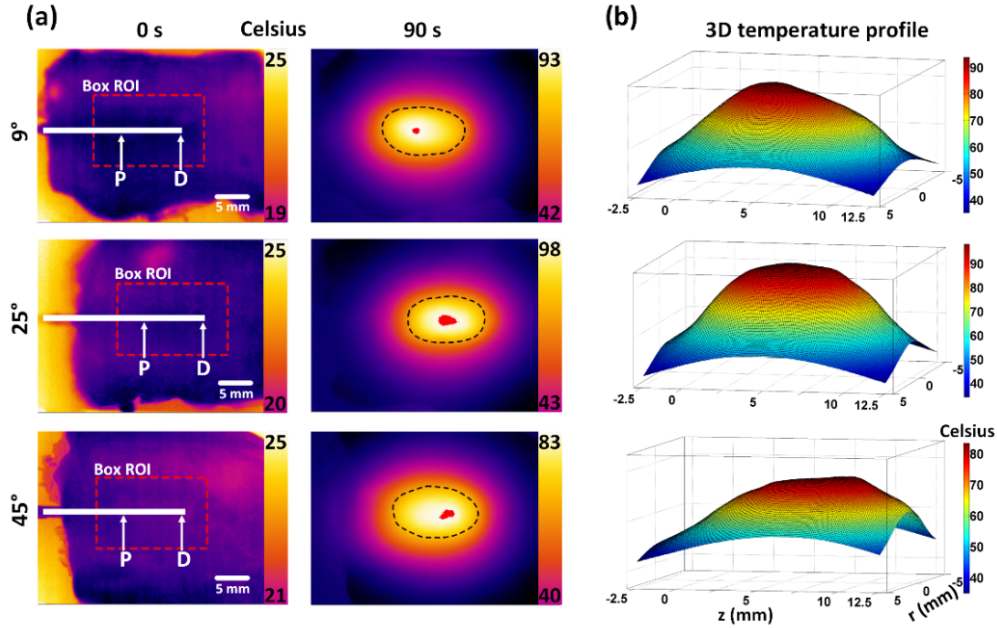 (a)
0 s
Celsius
90 s
(b)
3D temperature profile
9°
Box ROI
P
D
5 mm
25
19
93
42
90
80
70
60
50
40
-2.5
0
5
10
12.5
5
0
-5
25°
Box ROI
P
D
5 mm
25
20
98
43
90
80
70
60
50
40
-2.5
0
5
10
12.5
5
0
-5
45°
Box ROI
P
D
5 mm
25
21
83
40
Celsius
80
70
60
50
40
-2.5
0
5
10
12.5
5
0
-5
z (mm)
r (mm)